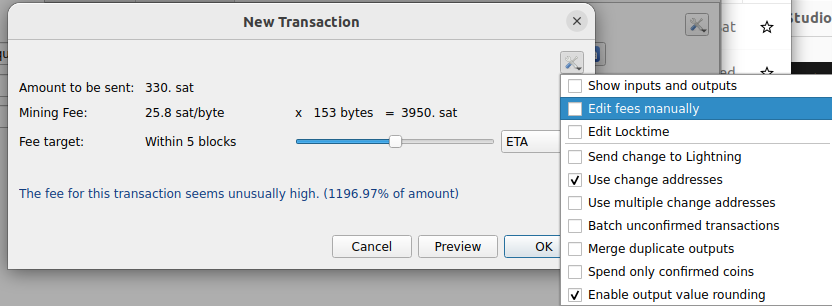 New Transaction
Amount to be sent: 330. sat
Mining Fee: 25.8 sat/byte x 153 bytes = 3950. sat
Fee target: Within 5 blocks ETA
The fee for this transaction seems unusually high. (1196.97% of amount)
Cancel Preview OK
Show inputs and outputs
Edit fees manually
Edit Locktime
Send change to Lightning
Use change addresses
Use multiple change addresses
Batch unconfirmed transactions
Merge duplicate outputs
Spend only confirmed coins
Enable output value rounding
at
Studio
ed